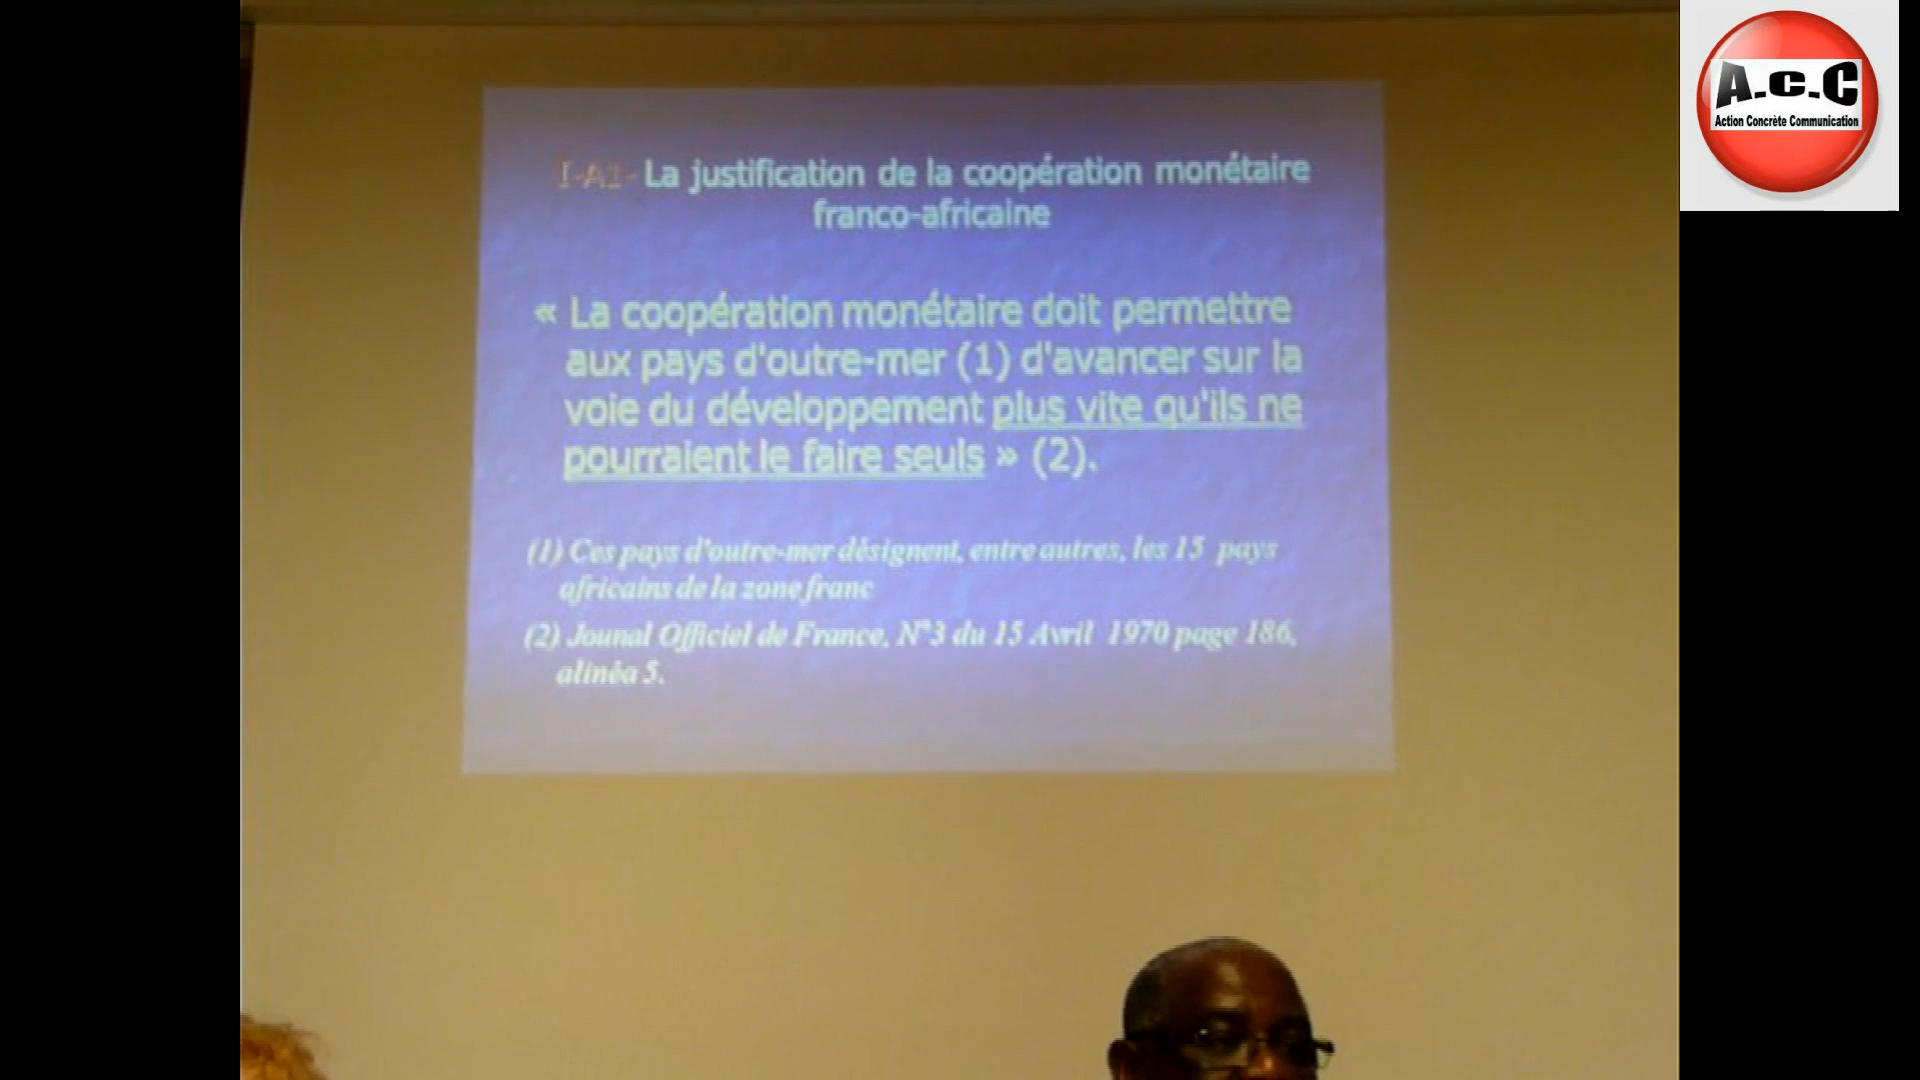 I-A1- La justification de la coopération monétaire
franco-africaine
« La coopération monétaire doit permettre
aux pays d'outre-mer (1) d'avancer sur la
voie du développement plus vite qu'ils ne
pourraient le faire seuls » (2).
(1) Ces pays d'outre-mer désignent, entre autres, les 15 pays
africains de la zone franc
(2) Jounal Officiel de France, N°3 du 15 Avril 1970 page 186,
alinéa 5.
A.C.C
Action Concrète Communication